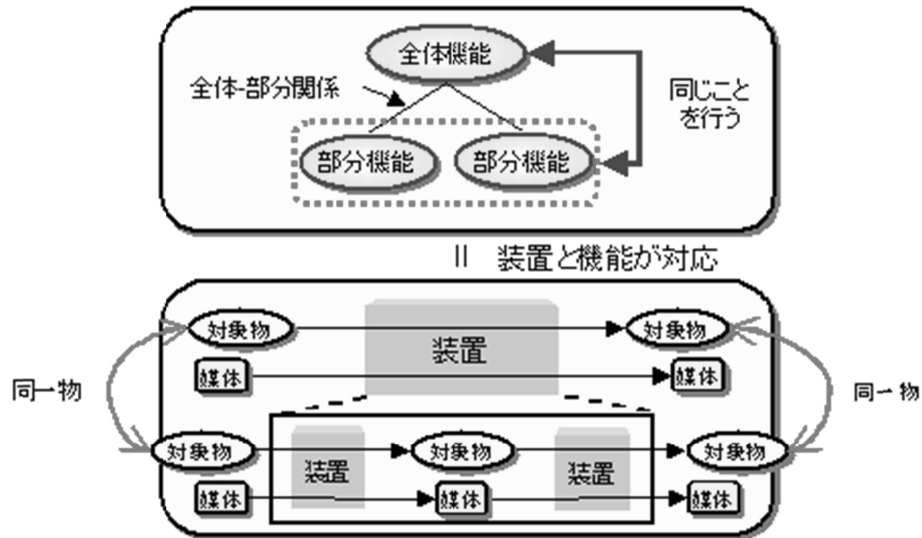 全体機能
全体-部分関係
同じこと
を行う
部分機能
部分機能
॥ 装置と機能が対応
対象物
対象物
装置
媒体
媒体
同一物
同一物
対象物
対象物
対象物
装置
装置
媒体
媒体
媒体